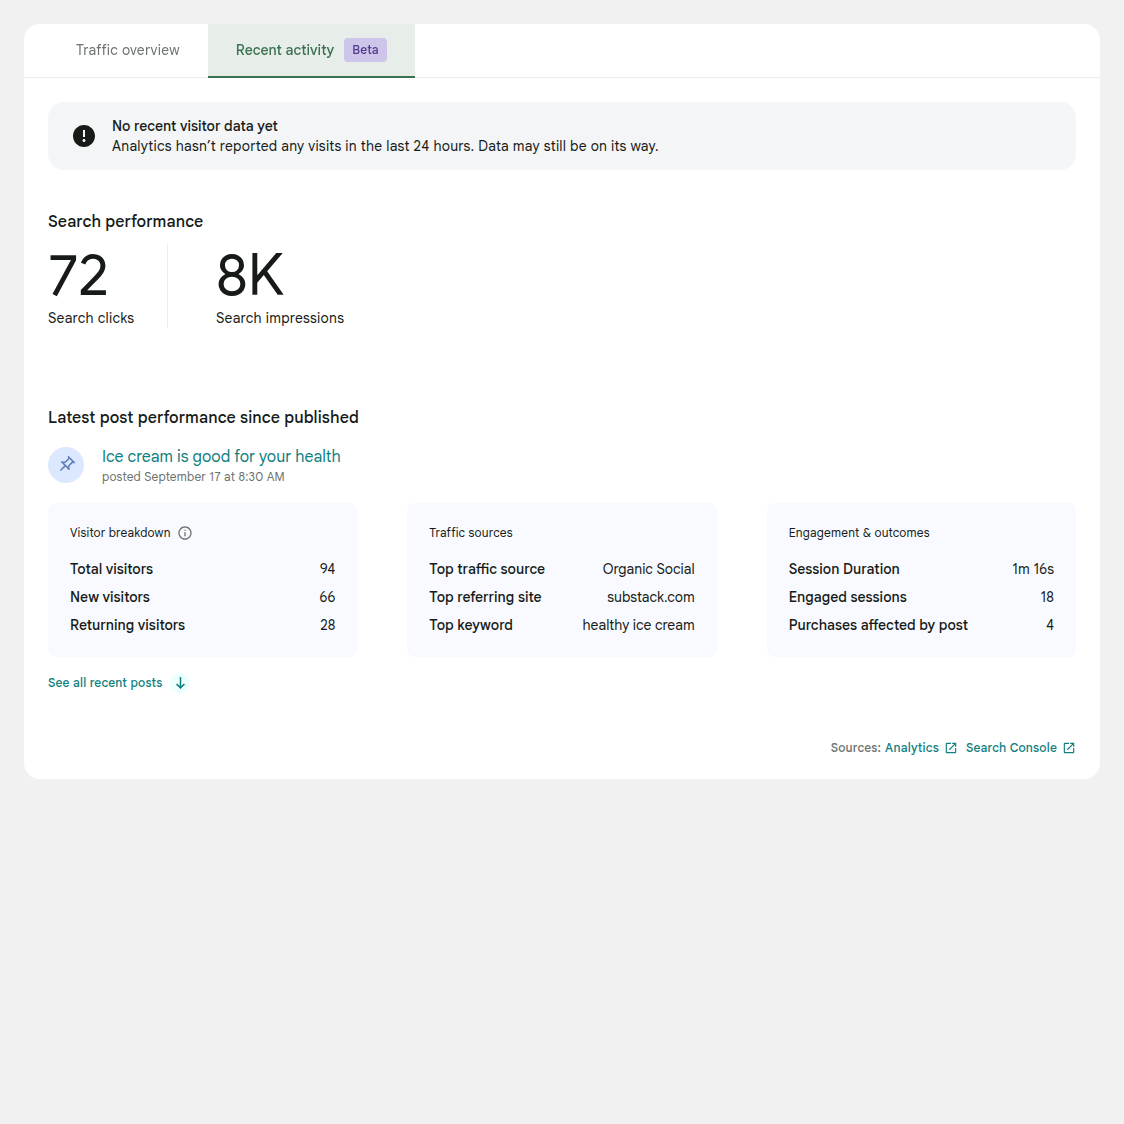 Traffic overview
Recent activity Beta
No recent visitor data yet
Analytics hasn’t reported any visits in the last 24 hours. Data may still be on its way.
Search performance
72
Search clicks
8K
Search impressions
Latest post performance since published
Ice cream is good for your health
posted September 17 at 8:30 AM
Visitor breakdown
Total visitors 94
New visitors 66
Returning visitors 28
Traffic sources
Top traffic source Organic Social
Top referring site substack.com
Top keyword healthy ice cream
Engagement & outcomes
Session Duration 1m 16s
Engaged sessions 18
Purchases affected by post 4
See all recent posts
Sources: Analytics Search Console